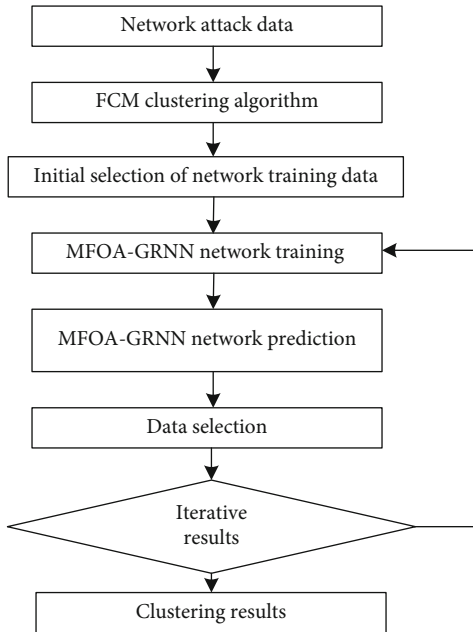 Network attack data
FCM clustering algorithm
Initial selection of network training data
MFOA-GRNN network training
MFOA-GRNN network prediction
Data selection
Iterative
results
Clustering results